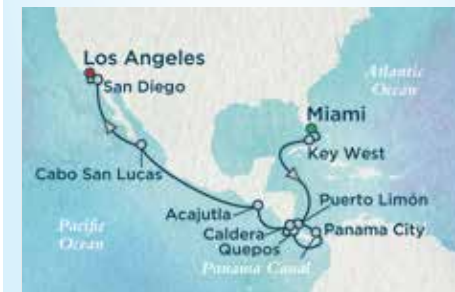 Los Angeles
San Diego
Atlantic
Ocean
Miami
Key West
Cabo San Lucas
Puerto Limón
Acajutla
Caldera
Panama City
Quepos
Pacific
Ocean
Panama Canal